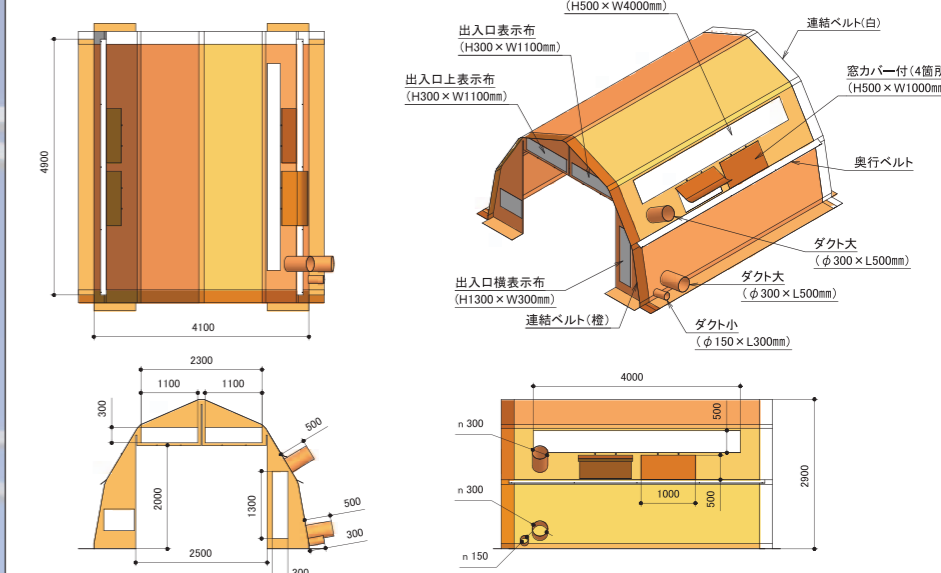 (H500×W4000mm)
連結ベルト(白)
出入口表示布
(H300×W1100mm)
出入口上表示布
(H300×W1100mm)
窓カバー付(4箇所
(H500×W1000mm
奥行ベルト
ダクト大
(φ300×L500mm)
ダクト大
(φ300×L500mm)
ダクト小
(φ150×L300mm)
出入口横表示布
(H1300×W300mm)
連結ベルト(橙)
4900
4100
2300
1100
1100
300
500
2000
1300
500
300
2500
300
4000
500
n 300
n 300
n 150
1000
500
2900